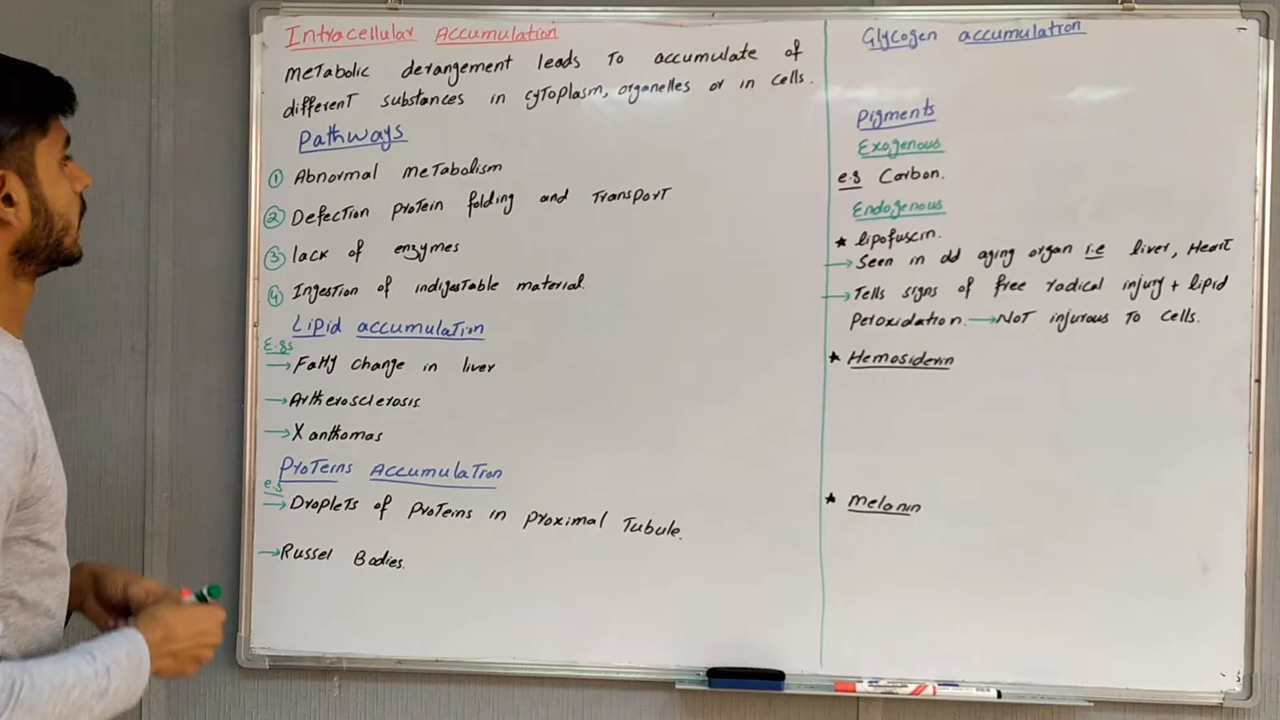 Intracellular Accumulation
Metabolic derangement leads to accumulate of
different substances in cytoplasm, organelles or in cells.
Pathways
① Abnormal metabolism
② Defection protein folding and transport
③ lack of enzymes
④ Ingestion of indigestable material.
Lipid accumulation
E.gs
→ Fatty change in liver
→ Artherosclerosis
→ Xanthomas
Proteins Accumulation
e.g
→ Droplets of proteins in proximal Tubule.
→ Russel Bodies.
Glycogen accumulation
Pigments
Exogenous
e.g Carbon.
Endogenous
★ lipofuscin.
→ Seen in old aging organ i.e liver, Heart
→ Tells signs of free radical injury + lipid
Peroxidation. → NOT injurous to cells.
★ Hemosiderin
★ melanin